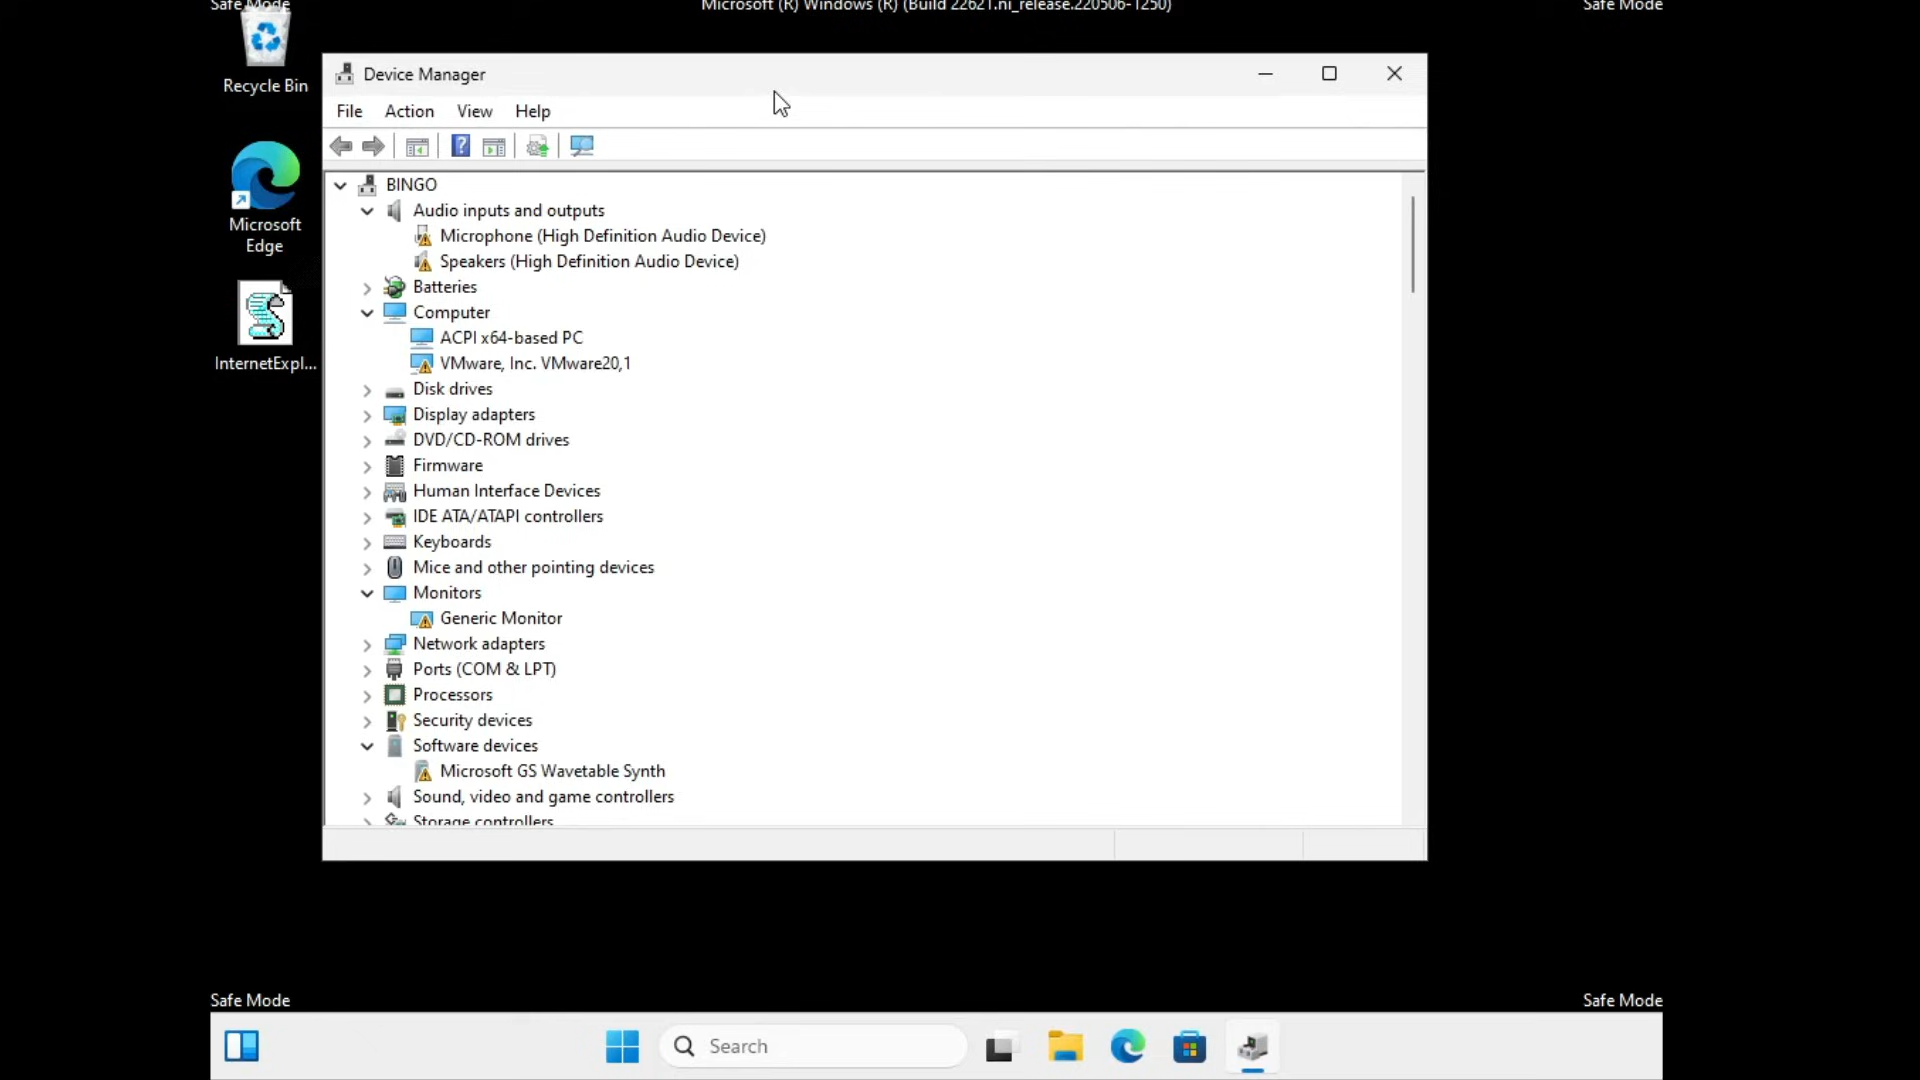 Safe Mode
Microsoft (R) Windows (R) (Build 22621.ni_release.220506-1250)
Safe Mode
Recycle Bin
Microsoft
Edge
InternetExpl...
Device Manager
File Action View Help
BINGO
Audio inputs and outputs
Microphone (High Definition Audio Device)
Speakers (High Definition Audio Device)
Batteries
Computer
ACPI x64-based PC
VMware, Inc. VMware20,1
Disk drives
Display adapters
DVD/CD-ROM drives
Firmware
Human Interface Devices
IDE ATA/ATAPI controllers
Keyboards
Mice and other pointing devices
Monitors
Generic Monitor
Network adapters
Ports (COM & LPT)
Processors
Security devices
Software devices
Microsoft GS Wavetable Synth
Sound, video and game controllers
Storage controllers
Safe Mode
Safe Mode
Search